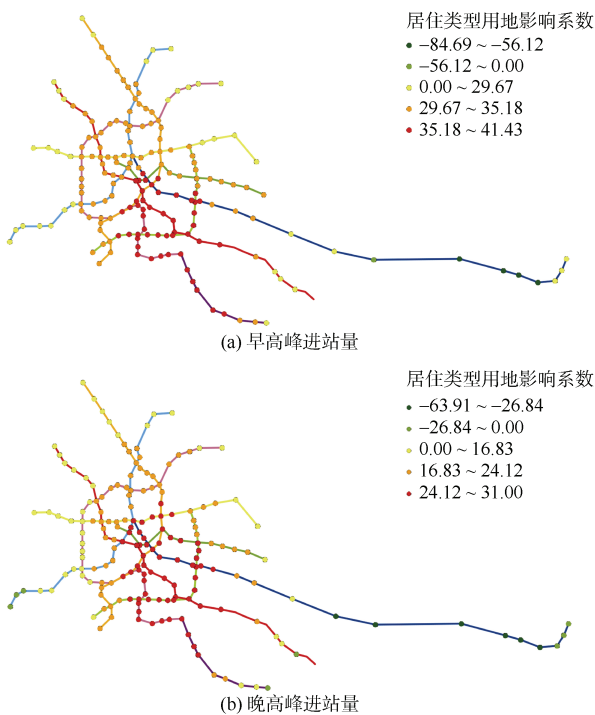 居住类型用地影响系数
−84.69 ~ −56.12
−56.12 ~ 0.00
0.00 ~ 29.67
29.67 ~ 35.18
35.18 ~ 41.43
(a) 早高峰进站量
居住类型用地影响系数
−63.91 ~ −26.84
−26.84 ~ 0.00
0.00 ~ 16.83
16.83 ~ 24.12
24.12 ~ 31.00
(b) 晚高峰进站量